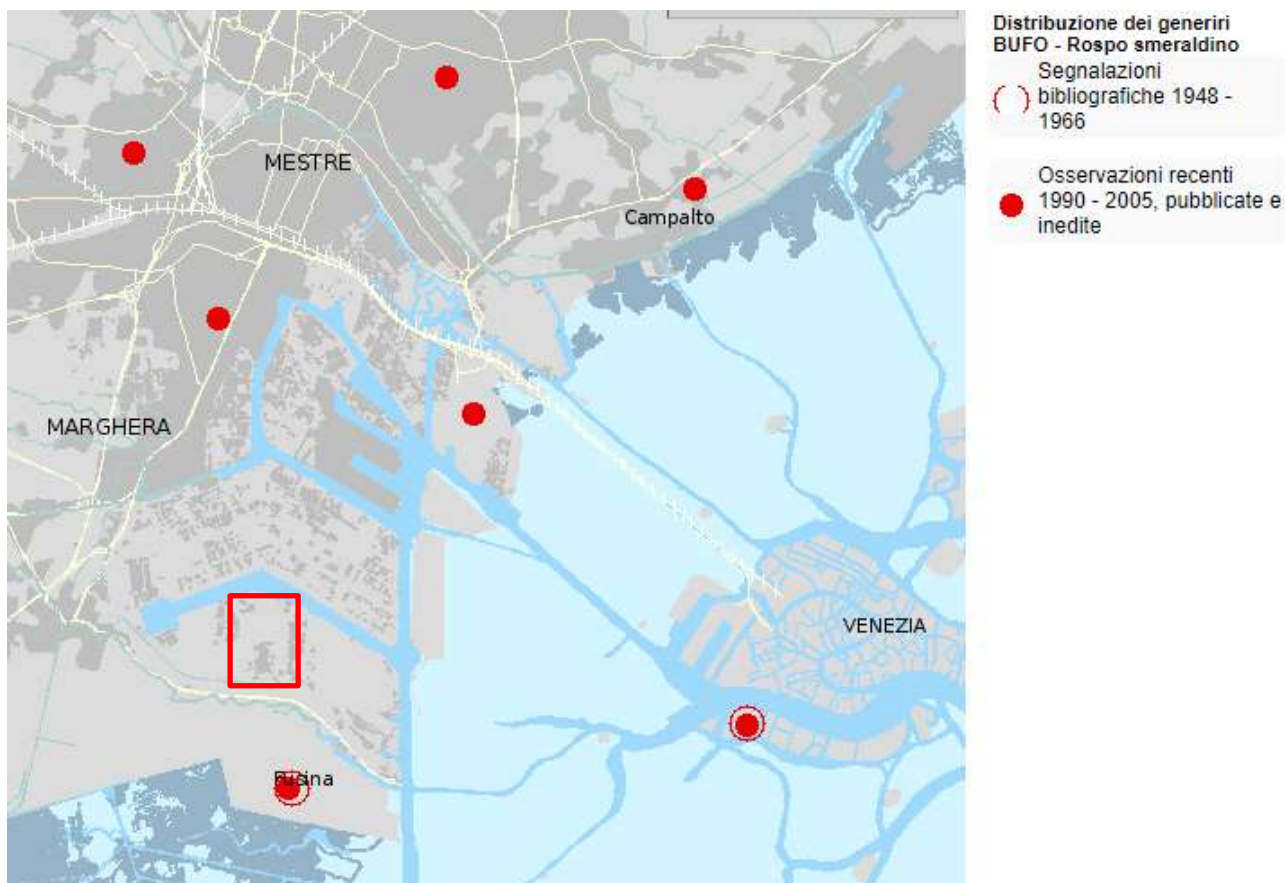 Distribuzione dei generiri
BUFO - Rospo smeraldino
Segnalazioni
bibliografiche 1948 -
1966
Osservazioni recenti
1990 - 2005, pubblicate e
inedite
MESTRE
Campalto
MARGHERA
VENEZIA